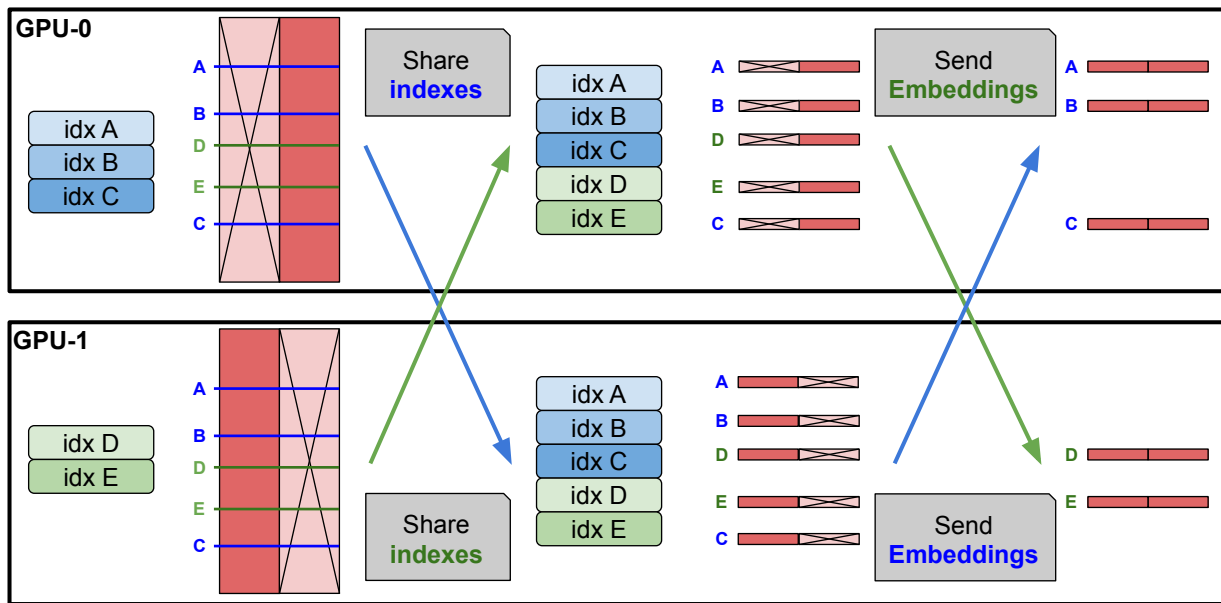 GPU-0
idx A
idx B
idx C
A
B
D
E
C
Share
indexes
idx A
idx B
idx C
idx D
idx E
A
B
D
E
C
Send
Embeddings
A
B
C
GPU-1
idx D
idx E
A
B
D
E
C
Share
indexes
idx A
idx B
idx C
idx D
idx E
A
B
D
E
C
Send
Embeddings
D
E